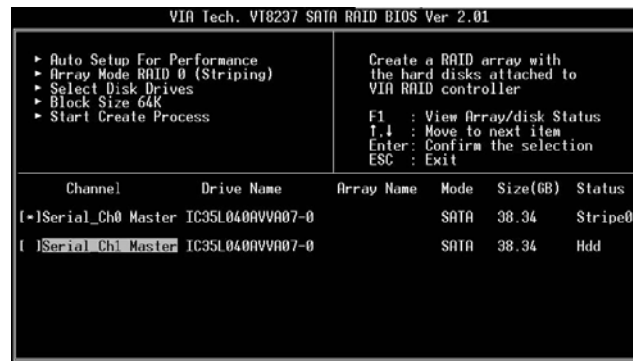 VIA Tech. VT8237 SATA RAID BIOS Ver 2.01
► Auto Setup For Performance
► Array Mode RAID 0 (Striping)
► Select Disk Drives
► Block Size 64K
► Start Create Process
Create a RAID array with
the hard disks attached to
VIA RAID controller
F1 : View Array/disk Status
↑,↓ : Move to next item
Enter: Confirm the selection
ESC : Exit
Channel Drive Name Array Name Mode Size(GB) Status
[*]Serial_Ch0 Master IC35L040AVVA07-0 SATA 38.34 Stripe0
[ ]Serial_Ch1 Master IC35L040AVVA07-0 SATA 38.34 Hdd